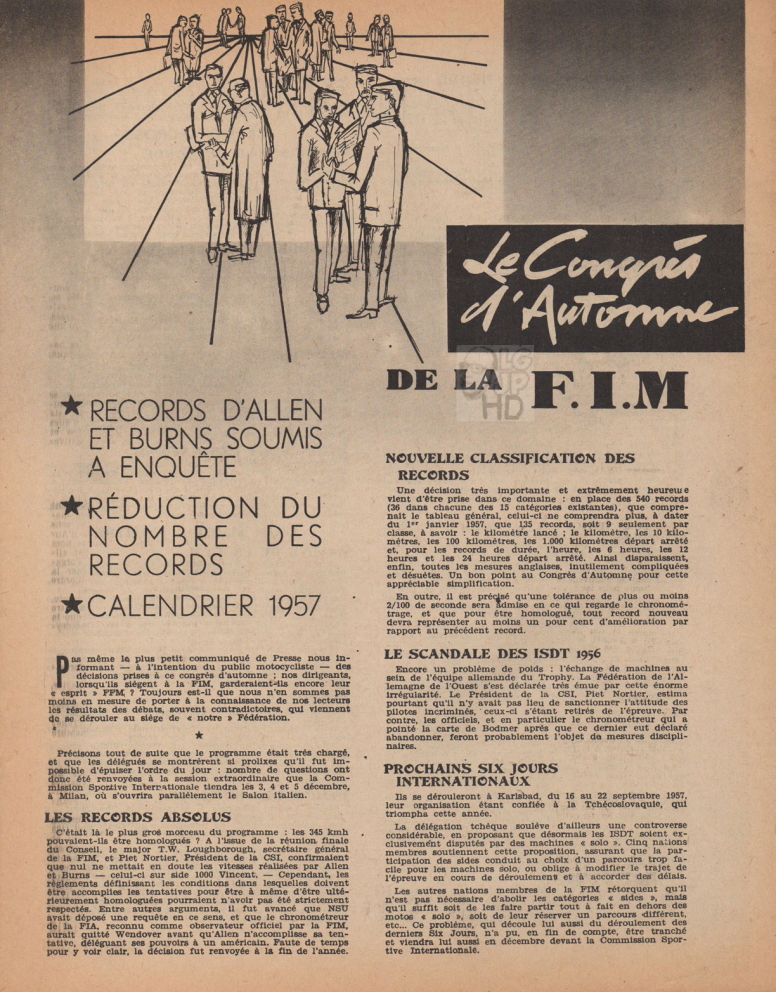 Le Congrès
d'Automne
DE LA F.I.M
★ RECORDS D'ALLEN
ET BURNS SOUMIS
A ENQUÊTE
★ RÉDUCTION DU
NOMBRE DES
RECORDS
★ CALENDRIER 1957
Pas même le plus petit communiqué de Presse nous in-
formant — à l'intention du public motocycliste — des
décisions prises à ce congrès d'automne ; nos dirigeants,
lorsqu'ils siègent à la FIM, garderaient-ils encore leur
« esprit » FFM ? Toujours est-il que nous n'en sommes pas
moins en mesure de porter à la connaissance de nos lecteurs
les résultats des débats, souvent contradictoires, qui viennent
de se dérouler au siège de « notre » Fédération.
★
Précisons tout de suite que le programme était très chargé,
et que les délégués se montrèrent si prolixes qu'il fut im-
possible d'épuiser l'ordre du jour : nombre de questions ont
donc été renvoyées à la session extraordinaire que la Com-
mission Sportive Internationale tiendra les 3, 4 et 5 décembre,
à Milan, où s'ouvrira parallèlement le Salon italien.
LES RECORDS ABSOLUS
C'était là le plus gros morceau du programme : les 345 kmh
pouvaient-ils être homologués ? A l'issue de la réunion finale
du Conseil, le major T.W. Loughborough, secrétaire général
de la FIM, et Piet Nortier, Président de la CSI, confirmaient
que nul ne mettait en doute les vitesses réalisées par Allen
et Burns — celui-ci sur side 1000 Vincent. — Cependant, les
règlements définissant les conditions dans lesquelles doivent
être accomplies les tentatives pour être à même d'être ulté-
rieurement homologuées pourraient n'avoir pas été strictement
respectés. Entre autres arguments, il fut avancé que NSU
avait déposé une requête en ce sens, et que le chronométreur
de la FIA, reconnu comme observateur officiel par la FIM,
aurait quitté Wendover avant qu'Allen n'accomplisse sa ten-
tative, déléguant ses pouvoirs à un américain. Faute de temps
pour y voir clair, la décision fut renvoyée à la fin de l'année.
NOUVELLE CLASSIFICATION DES
RECORDS
Une décision très importante et extrêmement heureuse
vient d'être prise dans ce domaine : en place des 540 records
(36 dans chacune des 15 catégories existantes), que compre-
nait le tableau général, celui-ci ne comprendra plus, à dater
du 1er janvier 1957, que 135 records, soit 9 seulement par
classe, à savoir : le kilomètre lancé ; le kilomètre, les 10 kilo-
mètres, les 100 kilomètres, les 1.000 kilomètres départ arrêté
et, pour les records de durée, l'heure, les 6 heures, les 12
heures et les 24 heures départ arrêté. Ainsi disparaissent,
enfin, toutes les mesures anglaises, inutilement compliquées
et désuètes. Un bon point au Congrès d'Automne pour cette
appréciable simplification.
En outre, il est précisé qu'une tolérance de plus ou moins
2/100 de seconde sera admise en ce qui regarde le chronomé-
trage, et que pour être homologué, tout record nouveau
devra représenter au moins un pour cent d'amélioration par
rapport au précédent record.
LE SCANDALE DES ISDT 1956
Encore un problème de poids : l'échange de machines au
sein de l'équipe allemande du Trophy. La Fédération de l'Al-
lemagne de l'Ouest s'est déclarée très émue par cette énorme
irrégularité. Le Président de la CSI, Piet Nortier, estima
pourtant qu'il n'y avait pas lieu de sanctionner l'attitude des
pilotes incriminés, ceux-ci s'étant retirés de l'épreuve. Par
contre, les officiels, et en particulier le chronométreur qui a
pointé la carte de Bodmer après que ce dernier eut déclaré
abandonner, feront probablement l'objet de mesures discipli-
naires.
PROCHAINS SIX JOURS
INTERNATIONAUX
Ils se dérouleront à Karlsbad, du 16 au 22 septembre 1957,
leur organisation étant confiée à la Tchécoslovaquie, qui
triompha cette année.
La délégation tchèque souleva d'ailleurs une controverse
considérable, en proposant que désormais les ISDT soient ex-
clusivement disputés par des machines « solo ». Cinq nations
membres soutiennent cette proposition, assurant que la par-
ticipation des sides conduit au choix d'un parcours trop fa-
cile pour les machines solo, ou oblige à modifier le trajet de
l'épreuve en cours de déroulement et à accorder des délais.
Les autres nations membres de la FIM rétorquent qu'il
n'est pas nécessaire d'abolir les catégories « sides », mais
qu'il suffit soit de les faire partir tout à fait en dehors des
motos « solo », soit de leur réserver un parcours différent,
etc... Ce problème, qui découle lui aussi du déroulement des
derniers Six Jours, n'a pu, en fin de compte, être tranché
et viendra lui aussi en décembre devant la Commission Spor-
tive Internationale.